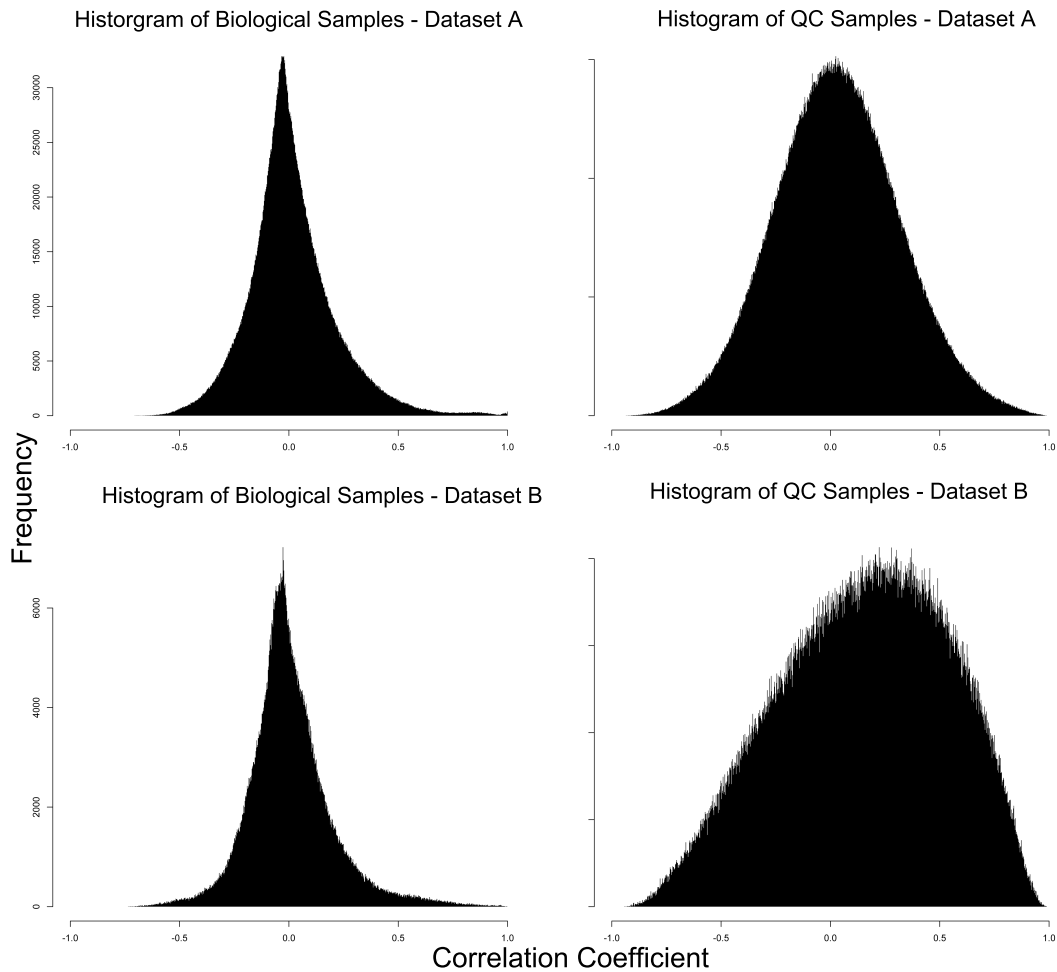 Historgram of Biological Samples - Dataset A
Histogram of QC Samples - Dataset A
30000
25000
20000
15000
10000
5000
0
-1.0 -0.5 0.0 0.5 1.0
-1.0 -0.5 0.0 0.5 1.0
Frequency
Histogram of Biological Samples - Dataset B
Histogram of QC Samples - Dataset B
6000
4000
2000
0
-1.0 -0.5 0.0 0.5 1.0
-1.0 -0.5 0.0 0.5 1.0
Correlation Coefficient